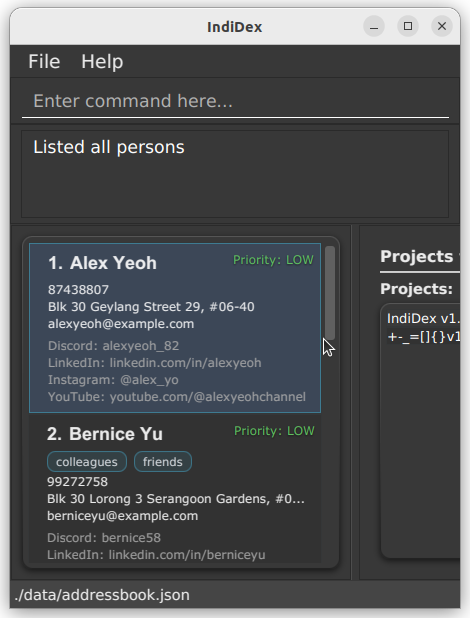 IndiDex
File Help
Enter command here...
Listed all persons
1. Alex Yeoh
Priority: LOW
87438807
Blk 30 Geylang Street 29, #06-40
alexyeoh@example.com
Discord: alexyeoh_82
LinkedIn: linkedin.com/in/alexyeoh
Instagram: @alex_yo
YouTube: youtube.com/@alexyeohchannel
2. Bernice Yu
Priority: LOW
colleagues friends
99272758
Blk 30 Lorong 3 Serangoon Gardens, #0...
berniceyu@example.com
Discord: bernice58
LinkedIn: linkedin.com/in/berniceyu
Projects
Projects:
IndiDex v1.
+-_=[]{}v1
./data/addressbook.json